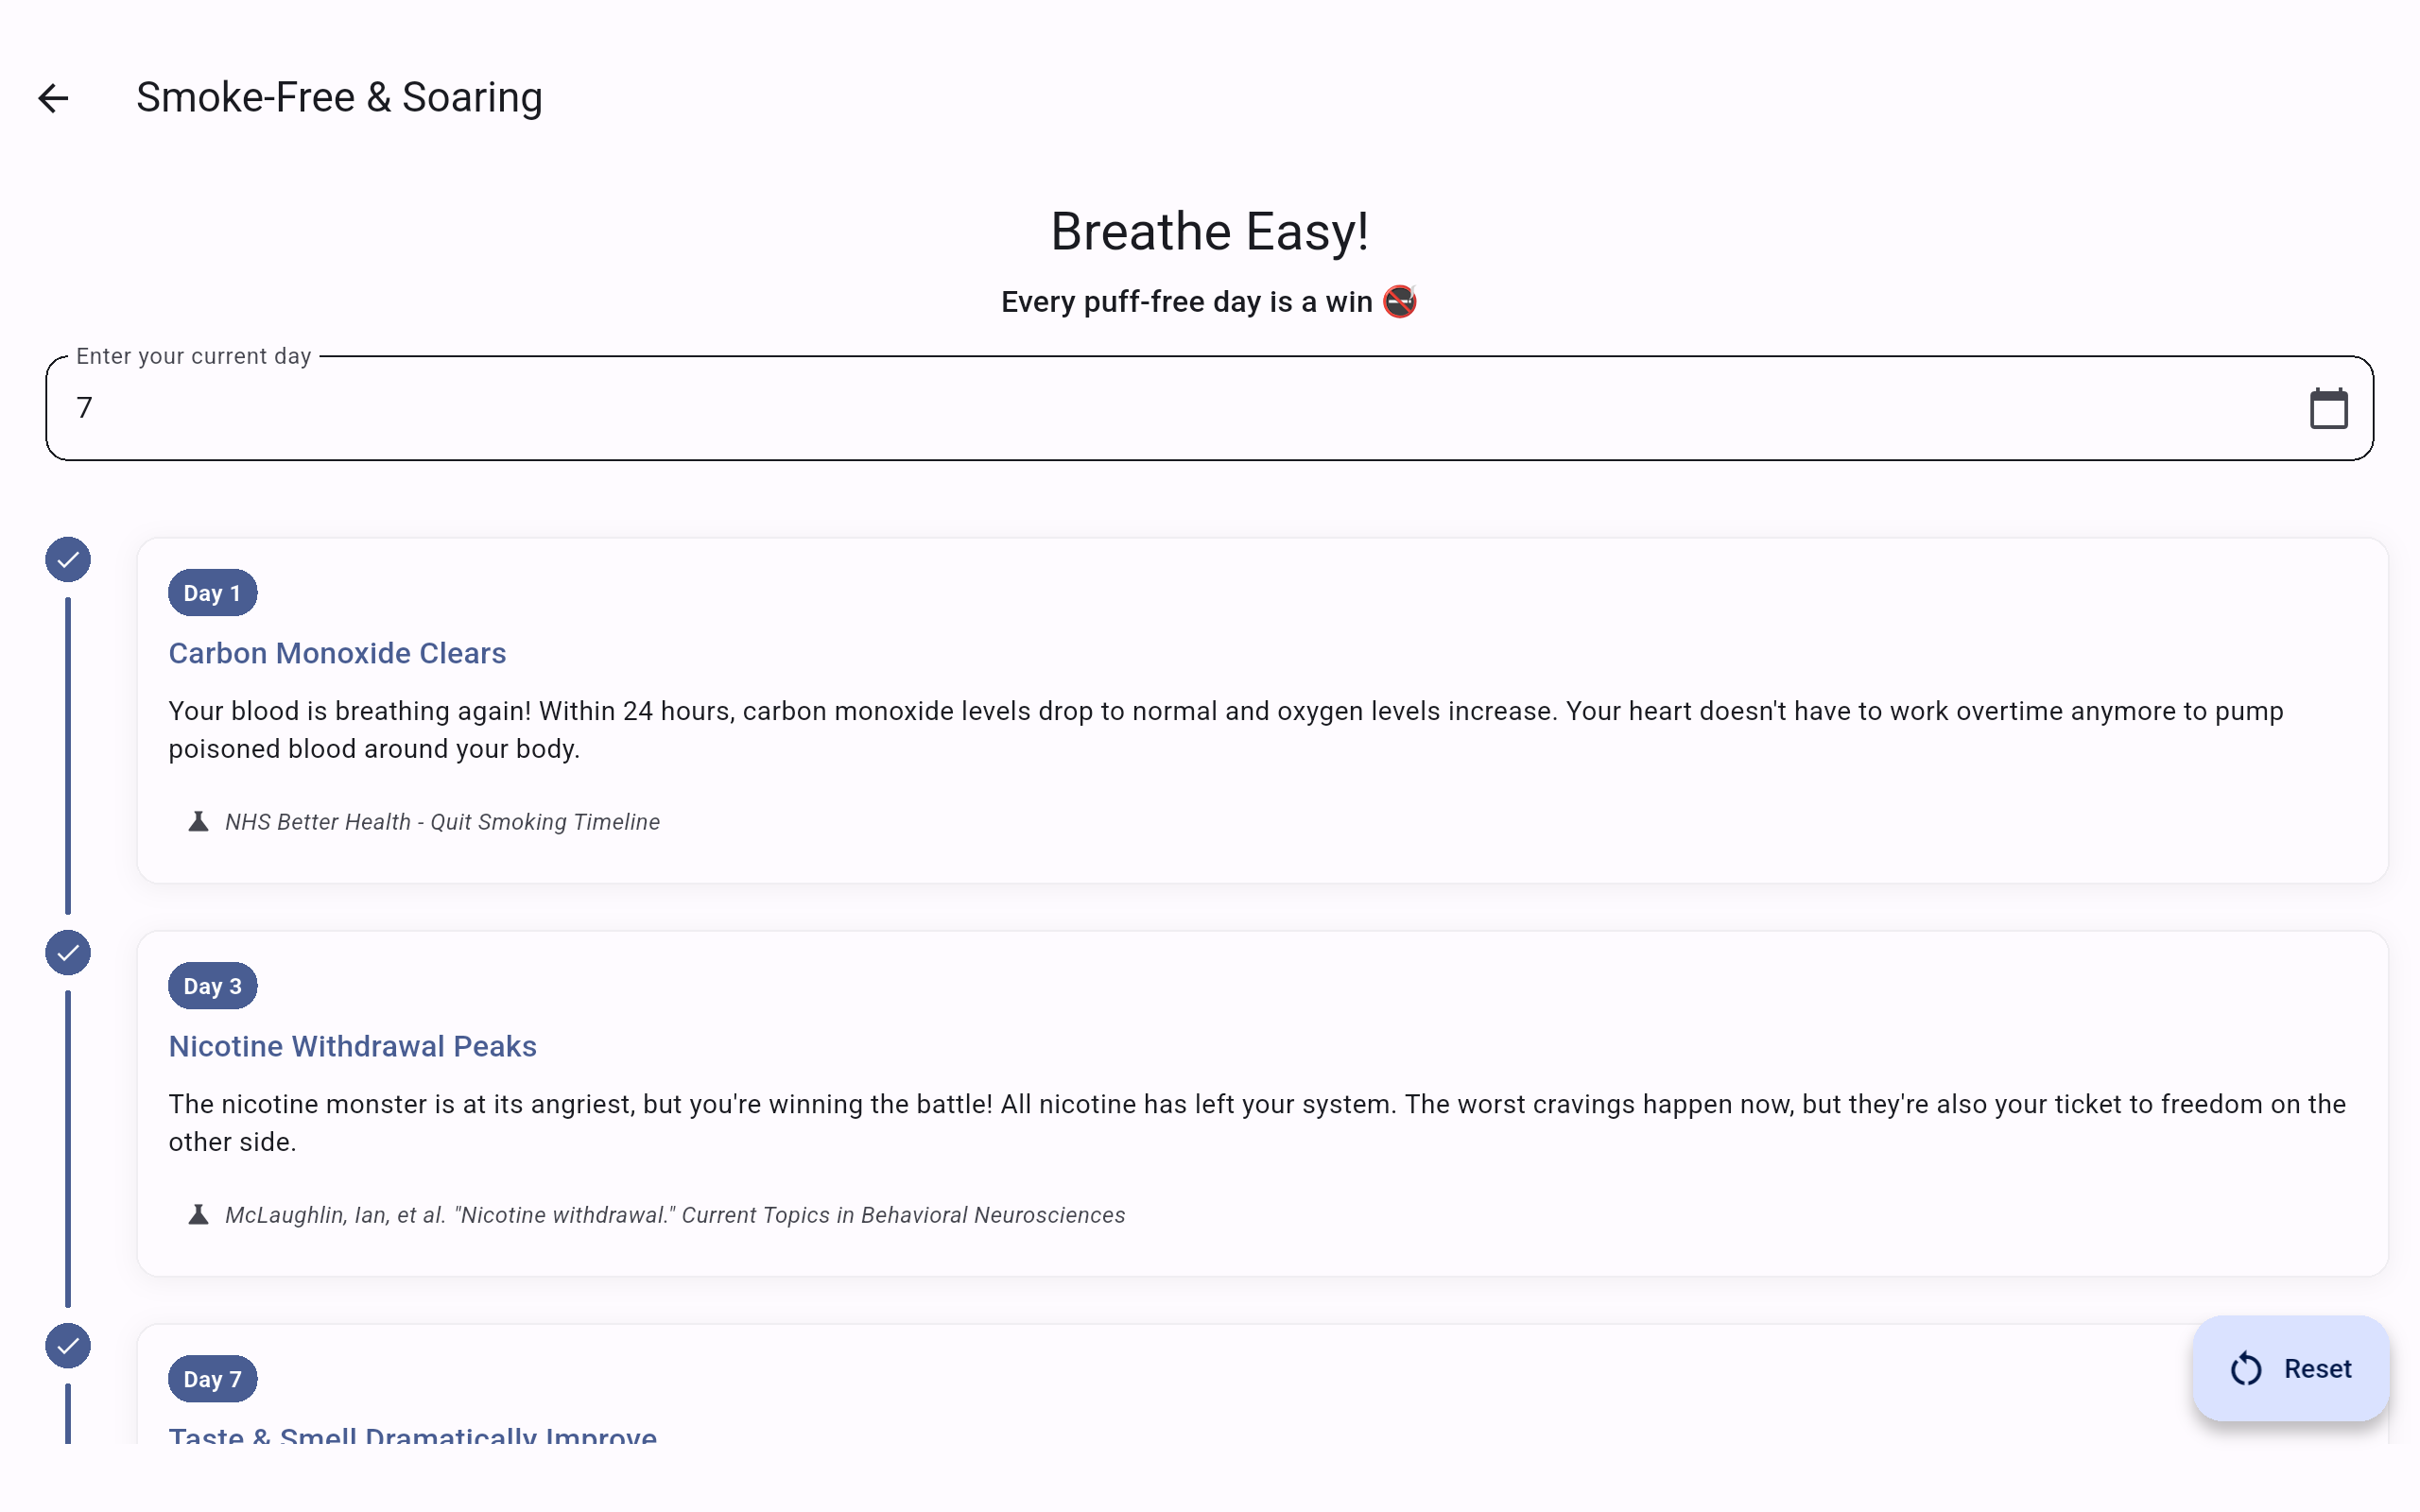 Smoke-Free & Soaring
Breathe Easy!
Every puff-free day is a win 🚭
Enter your current day
7
Day 1
Carbon Monoxide Clears
Your blood is breathing again! Within 24 hours, carbon monoxide levels drop to normal and oxygen levels increase. Your heart doesn't have to work overtime anymore to pump
poisoned blood around your body.
NHS Better Health - Quit Smoking Timeline
Day 3
Nicotine Withdrawal Peaks
The nicotine monster is at its angriest, but you're winning the battle! All nicotine has left your system. The worst cravings happen now, but they're also your ticket to freedom on the
other side.
McLaughlin, Ian, et al. "Nicotine withdrawal." Current Topics in Behavioral Neurosciences
Day 7
Taste & Smell Dramatically Improve
Reset